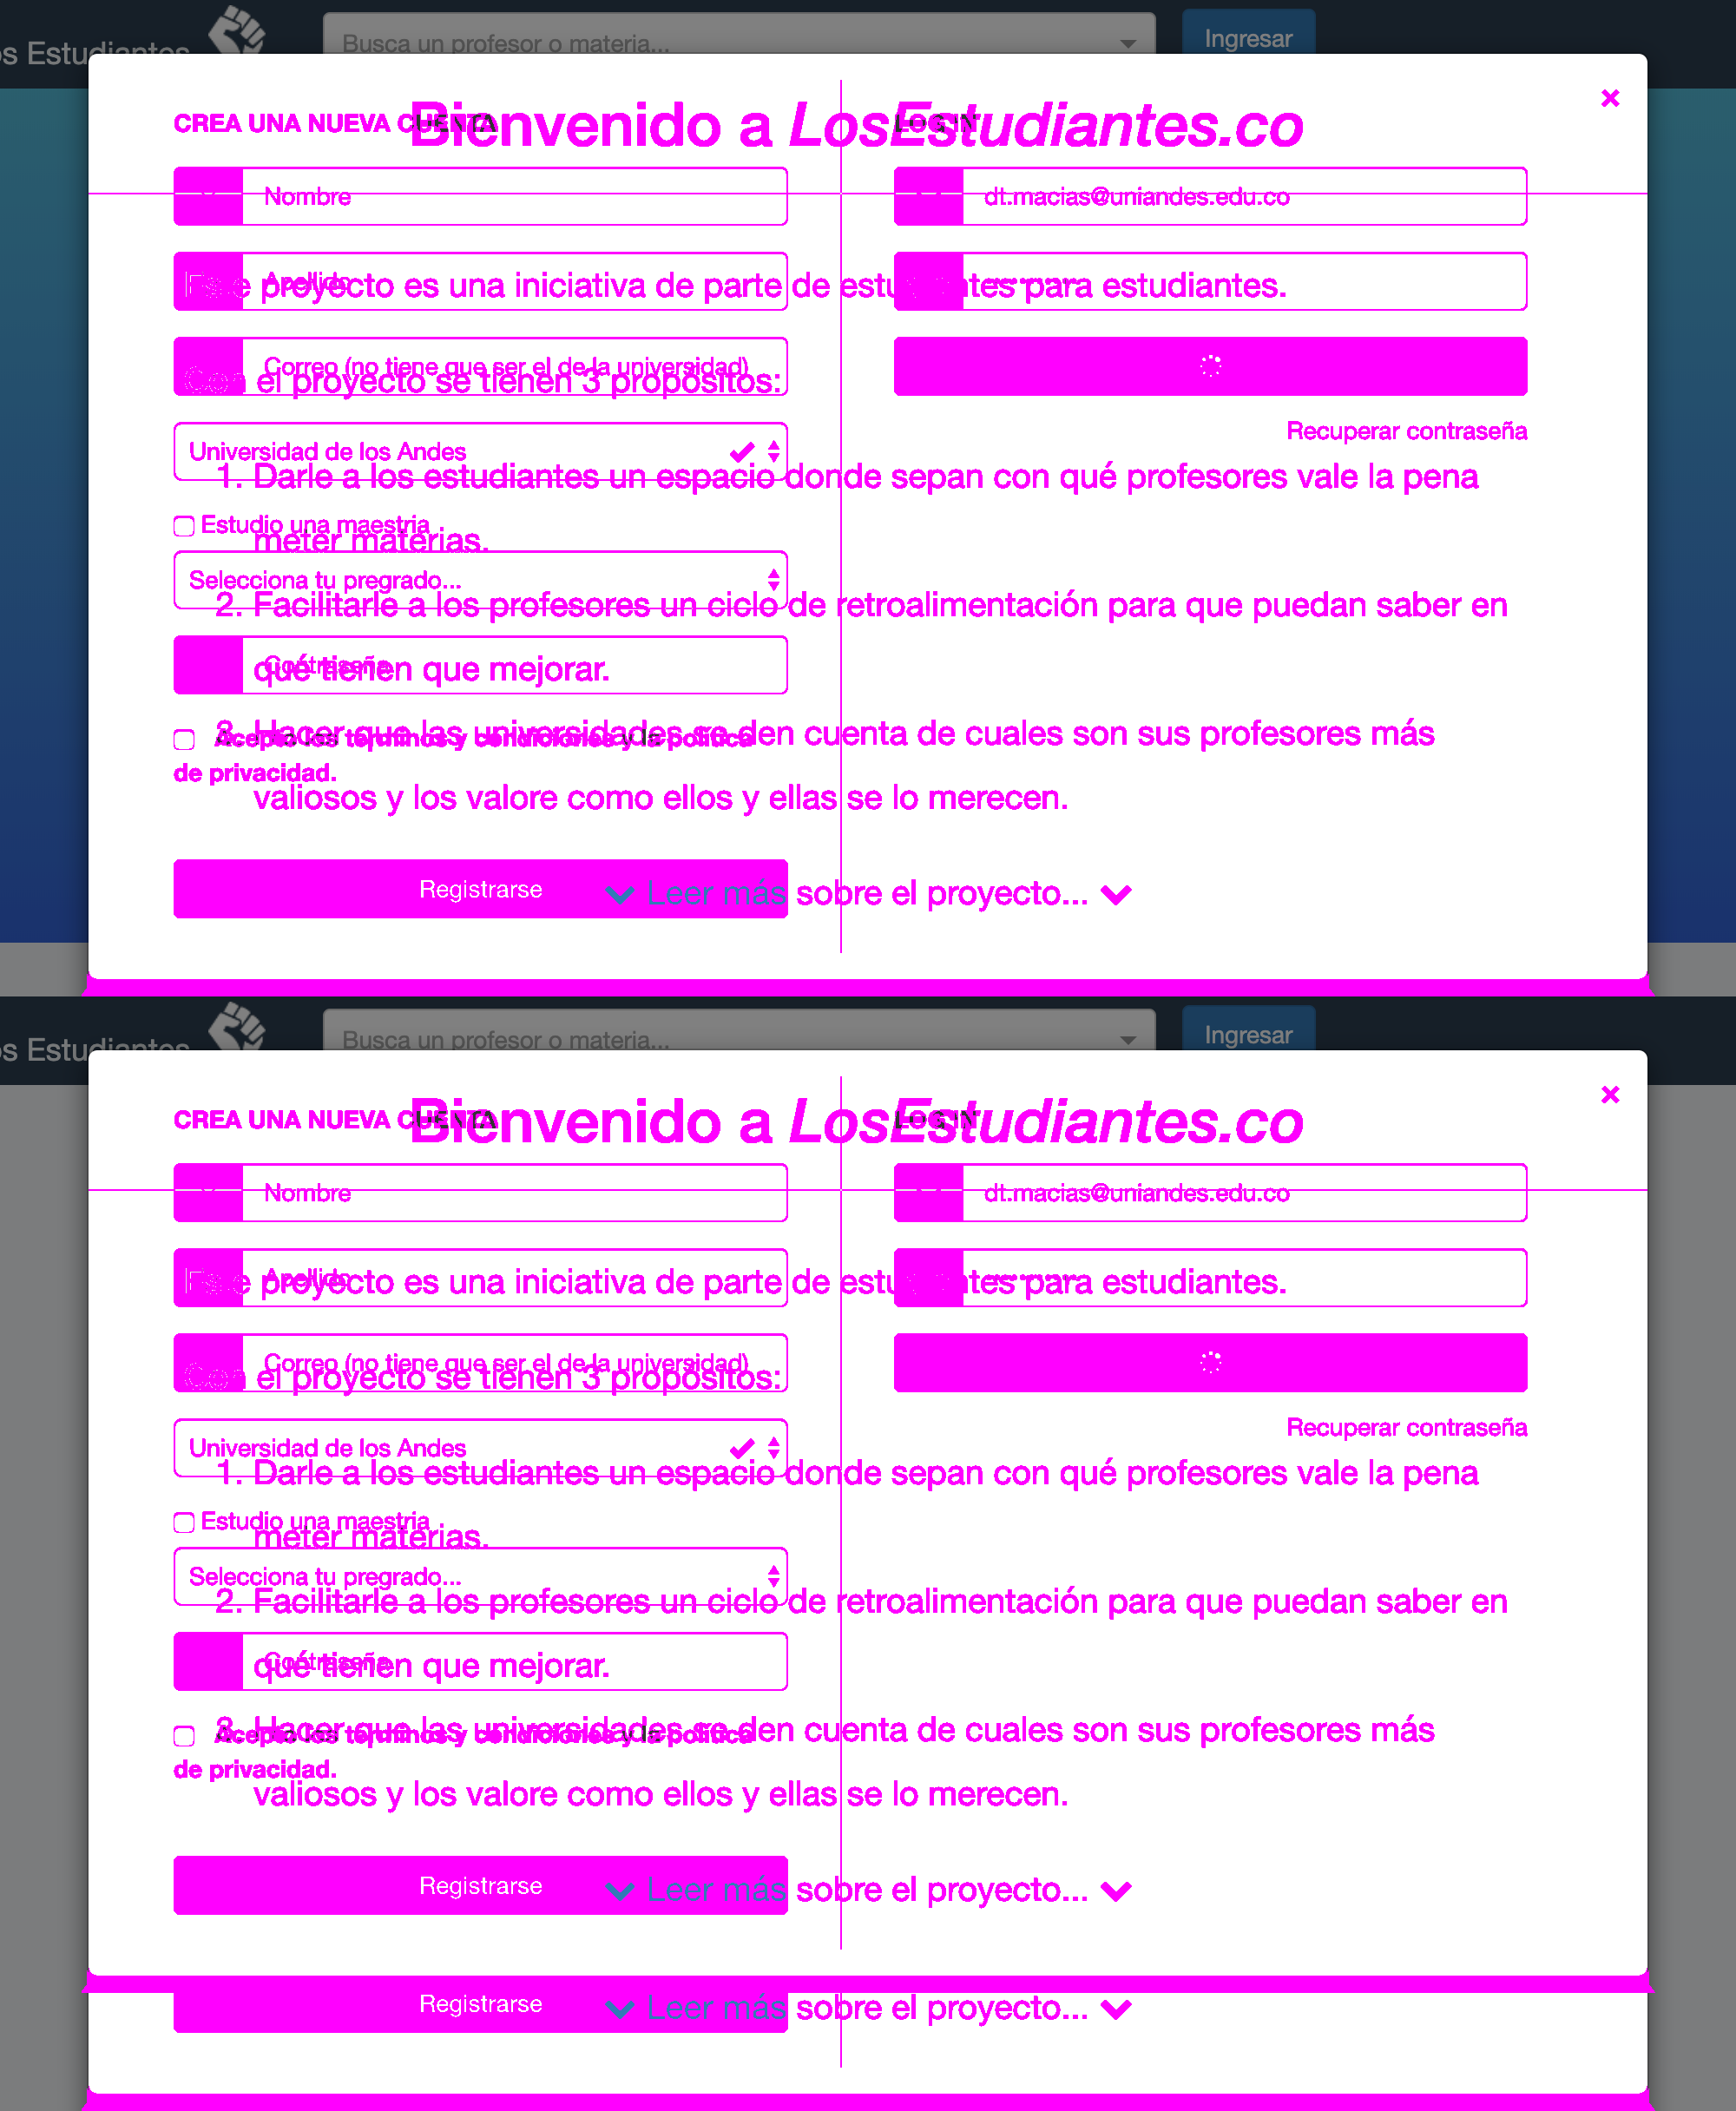 os Estudiantes
Busca un profesor o materia...
Ingresar
×
CREA UNA NUEVA CUENTA
Bienvenido a LosEstudiantes.co
LOG IN
Nombre
dt.macias@uniandes.edu.co
Apellido
Este proyecto es una iniciativa de parte de estudiantes para estudiantes.
Correo (no tiene que ser el de la universidad)
Con el proyecto se tienen 3 propósitos:
Universidad de los Andes
Recuperar contraseña
1. Darle a los estudiantes un espacio donde sepan con qué profesores vale la pena
Estudio una maestria
meter materias.
Selecciona tu pregrado...
2. Facilitarle a los profesores un ciclo de retroalimentación para que puedan saber en
Contraseña
qué tienen que mejorar.
3. Hacer que las universidades se den cuenta de cuales son sus profesores más
Acepto los términos y condiciones y la política
de privacidad.
valiosos y los valore como ellos y ellas se lo merecen.
Registrarse
Leer más sobre el proyecto...
os Estudiantes
Busca un profesor o materia...
Ingresar
×
CREA UNA NUEVA CUENTA
Bienvenido a LosEstudiantes.co
LOG IN
Nombre
dt.macias@uniandes.edu.co
Apellido
Este proyecto es una iniciativa de parte de estudiantes para estudiantes.
Correo (no tiene que ser el de la universidad)
Con el proyecto se tienen 3 propósitos:
Universidad de los Andes
Recuperar contraseña
1. Darle a los estudiantes un espacio donde sepan con qué profesores vale la pena
Estudio una maestria
meter materias.
Selecciona tu pregrado...
2. Facilitarle a los profesores un ciclo de retroalimentación para que puedan saber en
Contraseña
qué tienen que mejorar.
3. Hacer que las universidades se den cuenta de cuales son sus profesores más
Acepto los términos y condiciones y la política
de privacidad.
valiosos y los valore como ellos y ellas se lo merecen.
Registrarse
Leer más sobre el proyecto...
Registrarse
Leer más sobre el proyecto...